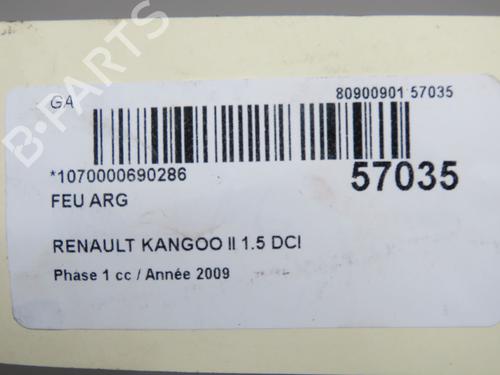 GA 80900901 57035
*1070000690286 57035
FEU ARG
RENAULT KANGOO II 1.5 DCI
Phase 1 cc / Année 2009
B-PARTS